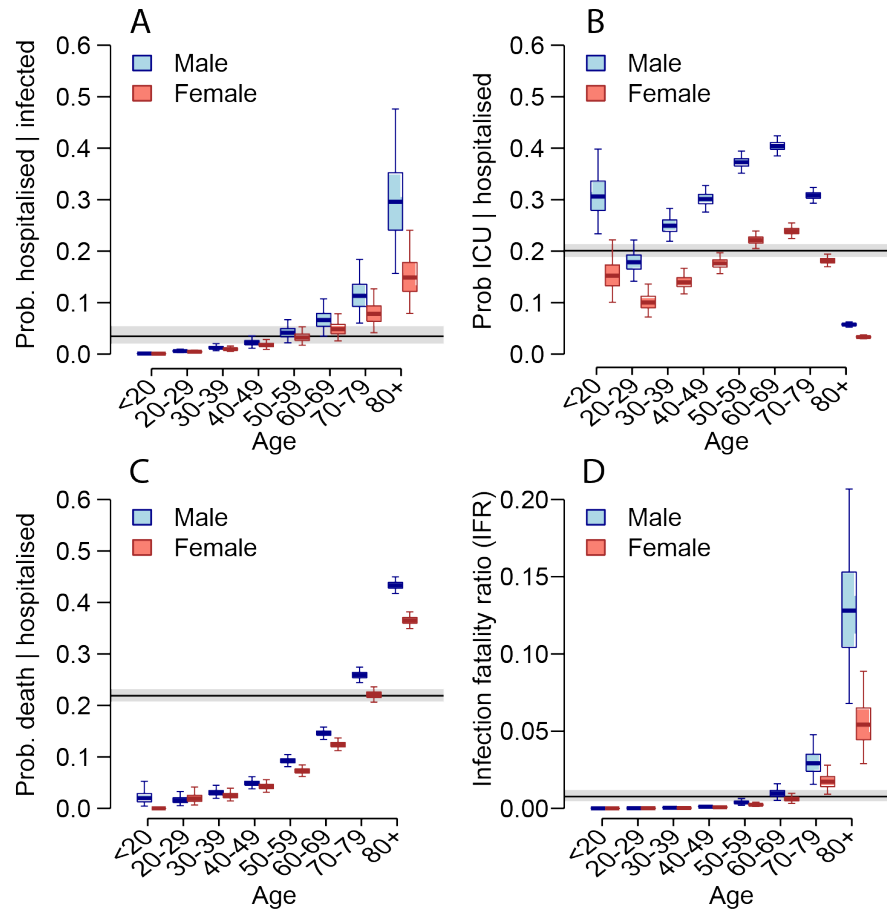 A
Prob. hospitalised | infected
0.6
0.5
0.4
0.3
0.2
0.1
0.0
Male
Female
<20
20-29
30-39
40-49
50-59
60-69
70-79
80+
Age
B
Prob ICU | hospitalised
0.6
0.5
0.4
0.3
0.2
0.1
0.0
Male
Female
<20
20-29
30-39
40-49
50-59
60-69
70-79
80+
Age
C
Prob. death | hospitalised
0.6
0.5
0.4
0.3
0.2
0.1
0.0
Male
Female
<20
20-29
30-39
40-49
50-59
60-69
70-79
80+
Age
D
Infection fatality ratio (IFR)
0.20
0.15
0.10
0.05
0.00
Male
Female
<20
20-29
30-39
40-49
50-59
60-69
70-79
80+
Age